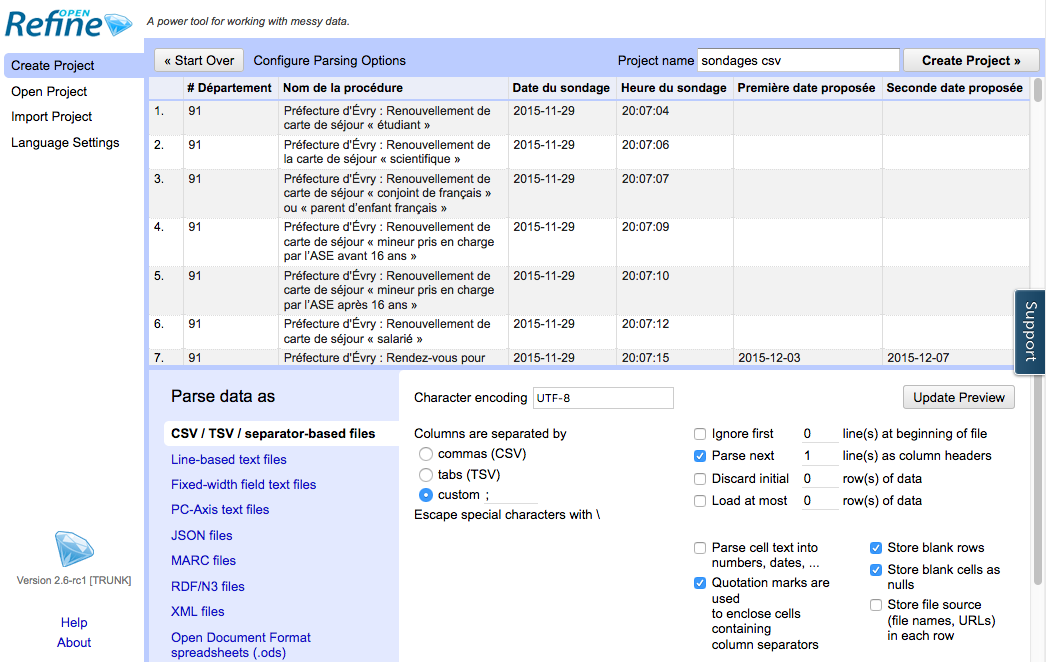 OPEN
Refine
A power tool for working with messy data.
Create Project
Open Project
Import Project
Language Settings
« Start Over
Configure Parsing Options
Project name
sondages csv
Create Project »
# Département Nom de la procédure Date du sondage Heure du sondage Première date proposée Seconde date proposée
1. 91 Préfecture d'Évry : Renouvellement de 2015-11-29 20:07:04
carte de séjour « étudiant »
2. 91 Préfecture d'Évry : Renouvellement de 2015-11-29 20:07:06
la carte de séjour « scientifique »
3. 91 Préfecture d'Évry : Renouvellement de 2015-11-29 20:07:07
carte de séjour « conjoint de français »
ou « parent d'enfant français »
4. 91 Préfecture d'Évry : Renouvellement de 2015-11-29 20:07:09
carte de séjour « mineur pris en charge
par l'ASE avant 16 ans »
5. 91 Préfecture d'Évry : Renouvellement de 2015-11-29 20:07:10
carte de séjour « mineur pris en charge
par l'ASE après 16 ans »
6. 91 Préfecture d'Évry : Renouvellement de 2015-11-29 20:07:12
carte de séjour « salarié »
7. 91 Préfecture d'Évry : Rendez-vous pour 2015-11-29 20:07:15 2015-12-03 2015-12-07
Support
Parse data as
CSV / TSV / separator-based files
Line-based text files
Fixed-width field text files
PC-Axis text files
JSON files
MARC files
RDF/N3 files
XML files
Open Document Format
spreadsheets (.ods)
Character encoding UTF-8
Update Preview
Columns are separated by
commas (CSV)
tabs (TSV)
custom ;
Escape special characters with \
Ignore first 0 line(s) at beginning of file
Parse next 1 line(s) as column headers
Discard initial 0 row(s) of data
Load at most 0 row(s) of data
Parse cell text into
numbers, dates, ...
Quotation marks are
used
to enclose cells
containing
column separators
Store blank rows
Store blank cells as
nulls
Store file source
(file names, URLs)
in each row
Version 2.6-rc1 [TRUNK]
Help
About